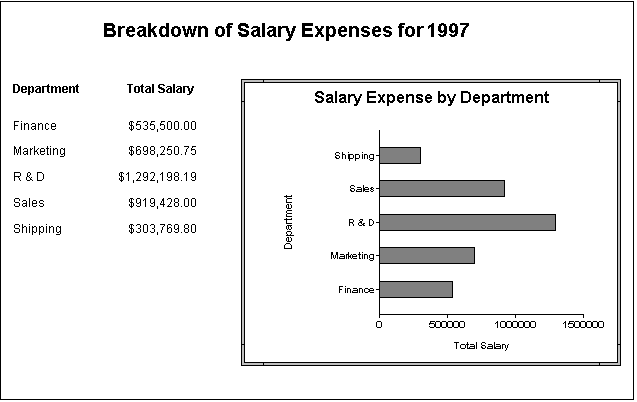 Breakdown of Salary Expenses for 1997
Department Total Salary
Finance $535,500.00
Marketing $698,250.75
R & D $1,292,198.19
Sales $919,428.00
Shipping $303,769.80
Salary Expense by Department
Department
Shipping
Sales
R & D
Marketing
Finance
0 500000 1000000 1500000
Total Salary